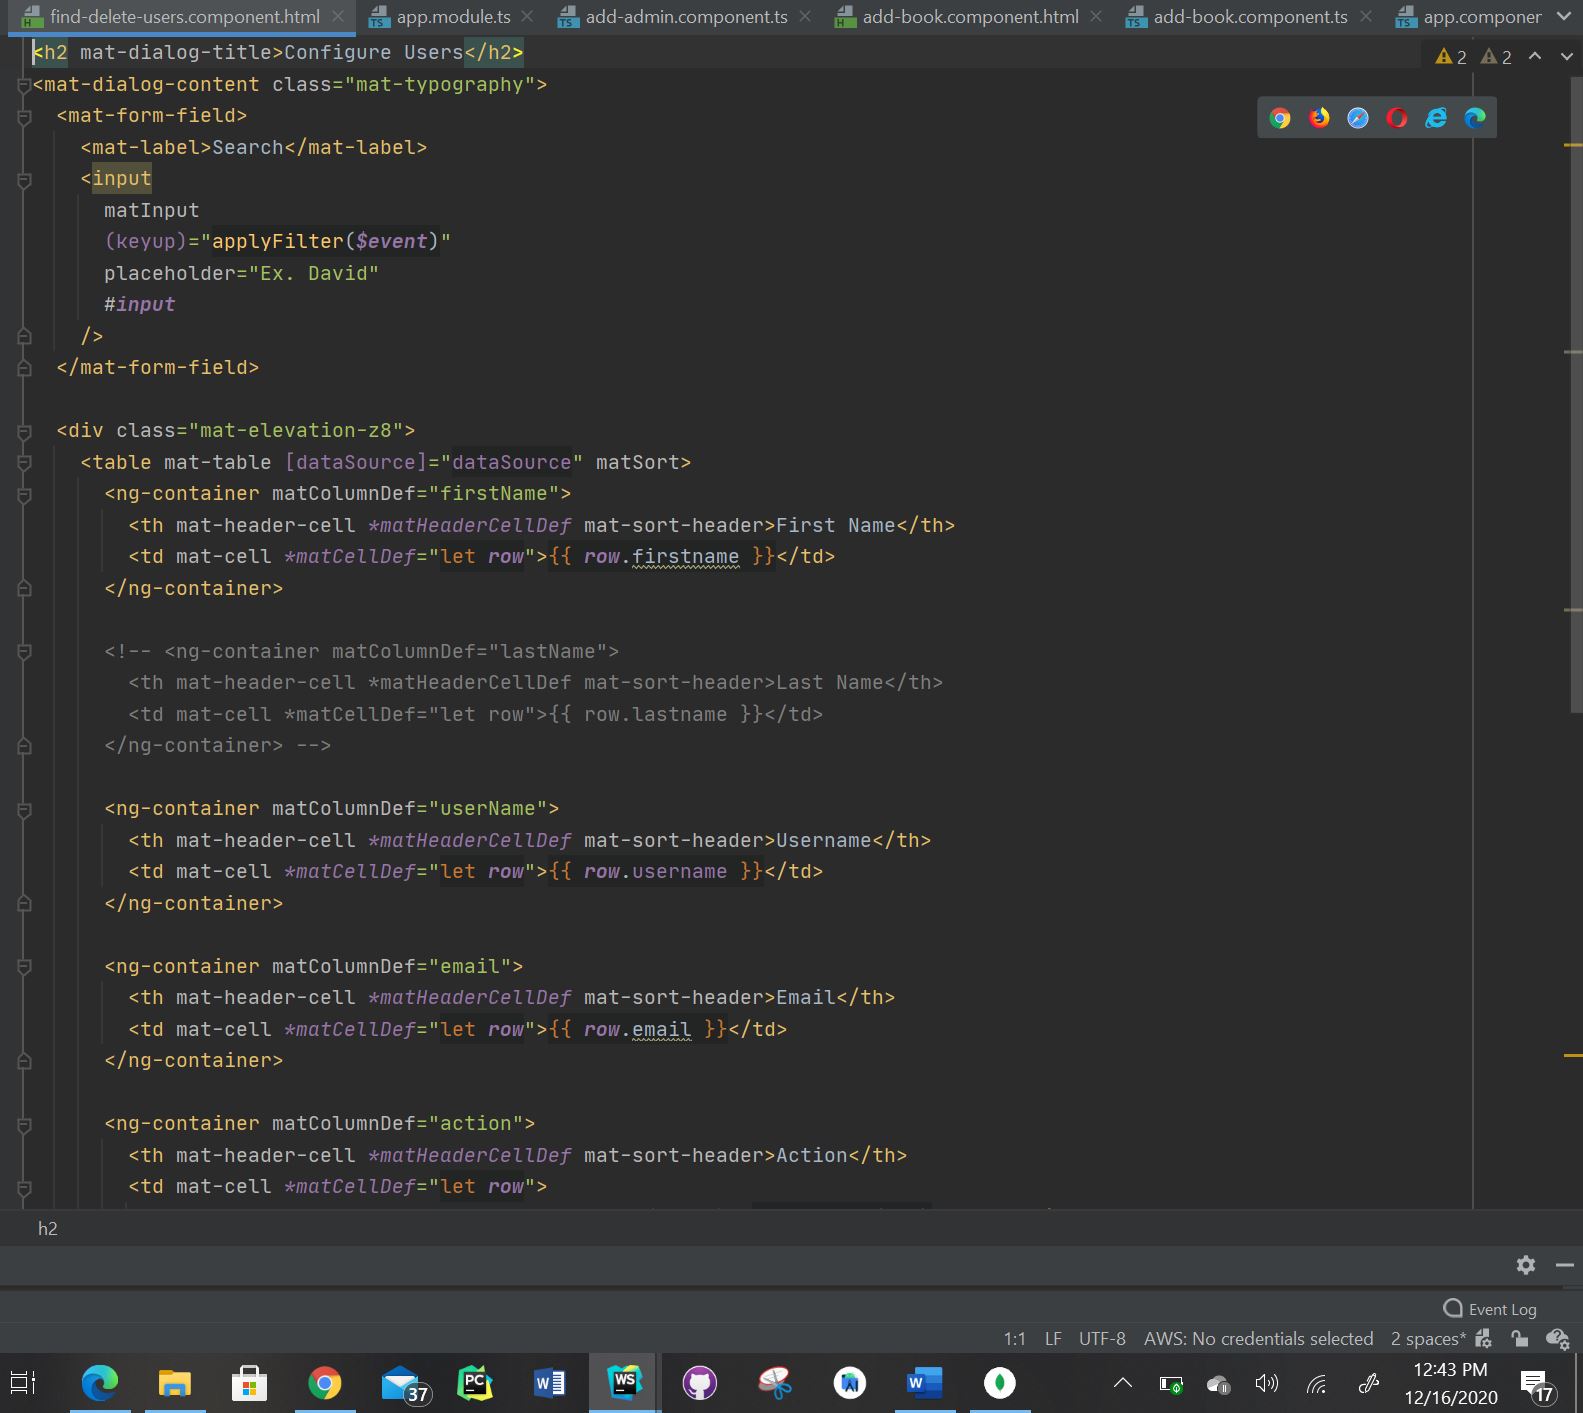 find-delete-users.component.html app.module.ts add-admin.component.ts add-book.component.html add-book.component.ts app.componer
<h2 mat-dialog-title>Configure Users</h2> 2 2
<mat-dialog-content class="mat-typography">
<mat-form-field>
<mat-label>Search</mat-label>
<input
matInput
(keyup)="applyFilter($event)"
placeholder="Ex. David"
#input
/>
</mat-form-field>
<div class="mat-elevation-z8">
<table mat-table [dataSource]="dataSource" matSort>
<ng-container matColumnDef="firstName">
<th mat-header-cell *matHeaderCellDef mat-sort-header>First Name</th>
<td mat-cell *matCellDef="let row">{{ row.firstname }}</td>
</ng-container>
<!-- <ng-container matColumnDef="lastName">
<th mat-header-cell *matHeaderCellDef mat-sort-header>Last Name</th>
<td mat-cell *matCellDef="let row">{{ row.lastname }}</td>
</ng-container> -->
<ng-container matColumnDef="userName">
<th mat-header-cell *matHeaderCellDef mat-sort-header>Username</th>
<td mat-cell *matCellDef="let row">{{ row.username }}</td>
</ng-container>
<ng-container matColumnDef="email">
<th mat-header-cell *matHeaderCellDef mat-sort-header>Email</th>
<td mat-cell *matCellDef="let row">{{ row.email }}</td>
</ng-container>
<ng-container matColumnDef="action">
<th mat-header-cell *matHeaderCellDef mat-sort-header>Action</th>
<td mat-cell *matCellDef="let row">
h2
Event Log
1:1 LF UTF-8 AWS: No credentials selected 2 spaces*
37 PC W WS W 12:43 PM
12/16/2020 17